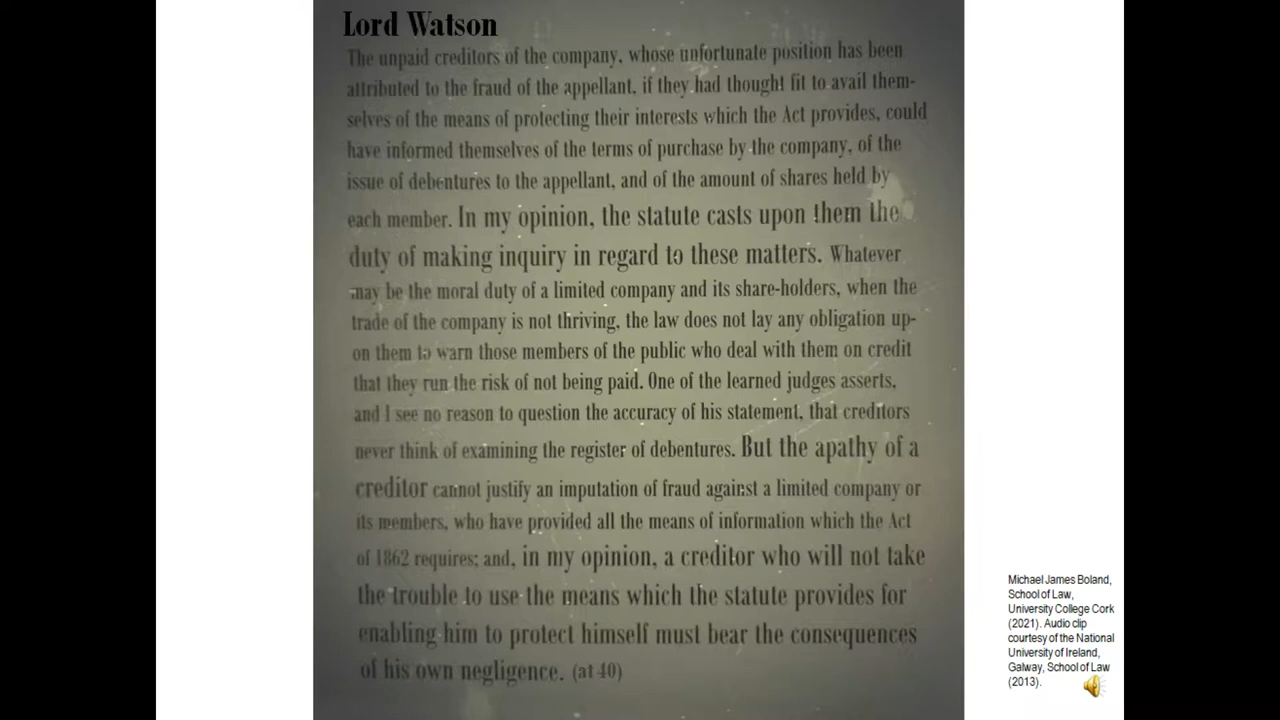 Lord Watson
The unpaid creditors of the company, whose unfortunate position has been
attributed to the fraud of the appellant, if they had thought fit to avail them-
selves of the means of protecting their interests which the Act provides, could
have informed themselves of the terms of purchase by the company, of the
issue of debentures to the appellant, and of the amount of shares held by
each member. In my opinion, the statute casts upon them the
duty of making inquiry in regard to these matters. Whatever
may be the moral duty of a limited company and its share-holders, when the
trade of the company is not thriving, the law does not lay any obligation up-
on them to warn those members of the public who deal with them on credit
that they run the risk of not being paid. One of the learned judges asserts,
and I see no reason to question the accuracy of his statement, that creditors
never think of examining the register of debentures. But the apathy of a
creditor cannot justify an imputation of fraud against a limited company or
its members, who have provided all the means of information which the Act
of 1862 requires; and, in my opinion, a creditor who will not take
the trouble to use the means which the statute provides for
enabling him to protect himself must bear the consequences
of his own negligence. (at 40)
Michael James Boland,
School of Law,
University College Cork
(2021). Audio clip
courtesy of the National
University of Ireland,
Galway, School of Law
(2013).